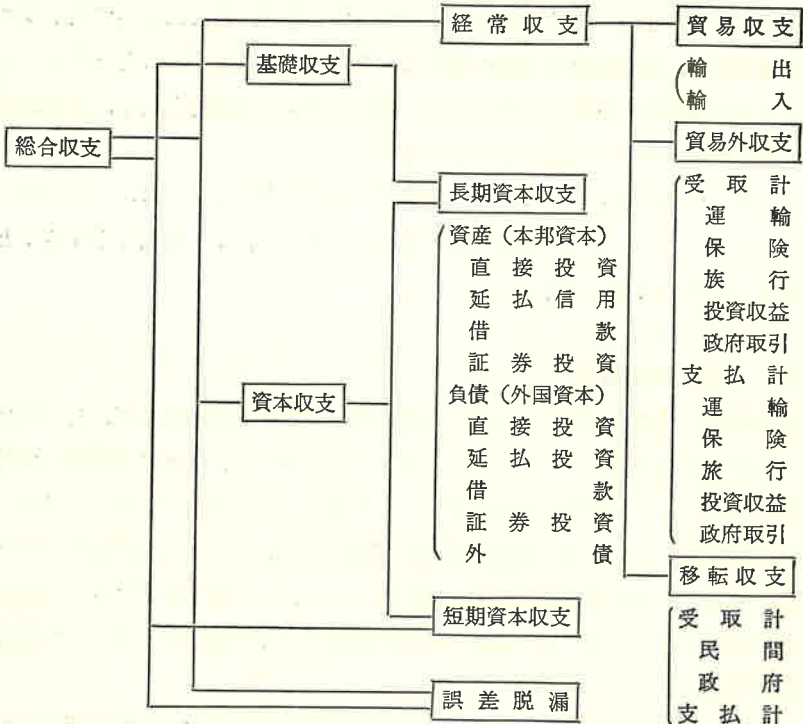 総合収支
基礎収支
資本収支
経常収支
長期資本収支
資産（本邦資本）
直接投資
延払信用
借款
証券投資
負債（外国資本）
直接投資
延払投資
借款
証券投資
外債
短期資本収支
誤差脱漏
貿易収支
輸出
輸入
貿易外収支
受取計
運輸
保険
族行
投資収益
政府取引
支払計
運輸
保険
旅行
投資収益
政府取引
移転収支
受取計
民間
政府
支払計